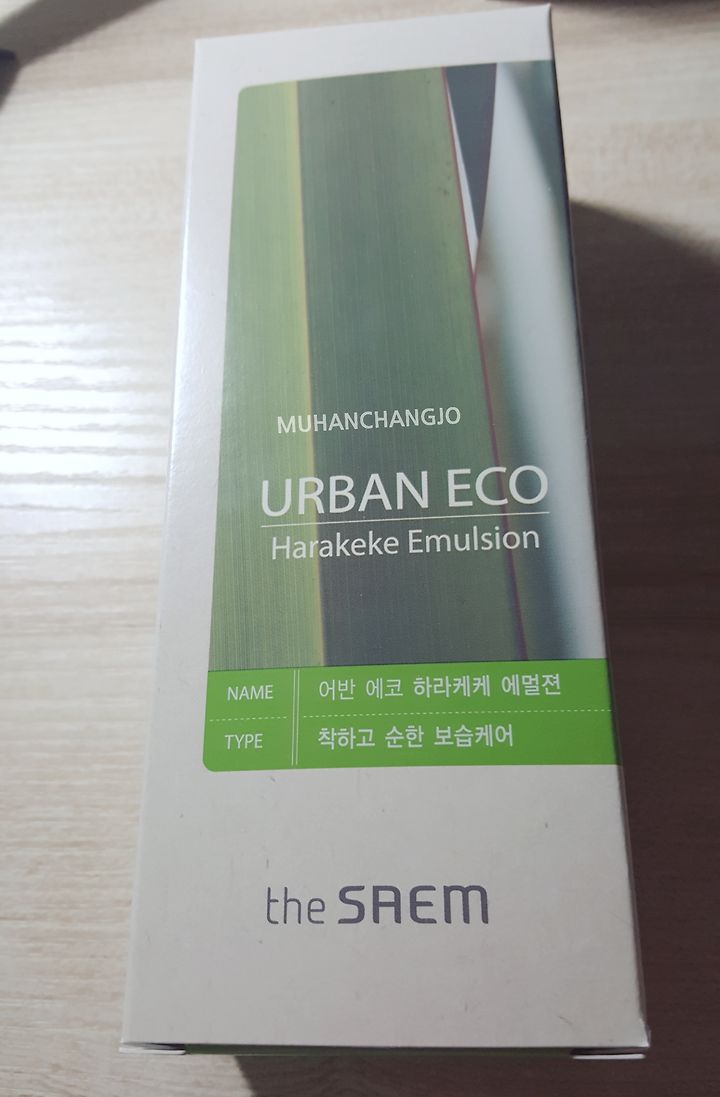 MUHANCHANGJO
URBAN ECO
Harakeke Emulsion
NAME 어반 에코 하라케케 에멀젼
TYPE 착하고 순한 보습케어
the SAEM